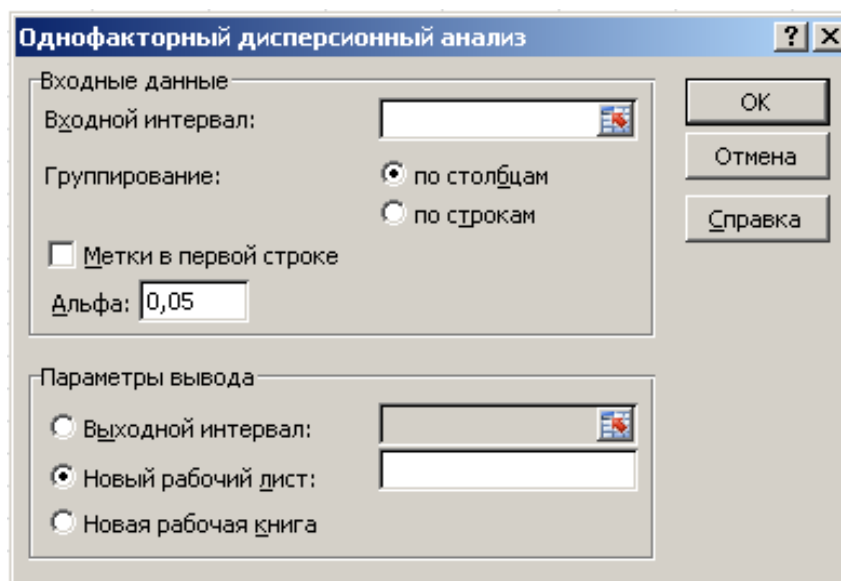 Однофакторный дисперсионный анализ
Входные данные
Входной интервал:
Группирование:
по столбцам
по строкам
Метки в первой строке
Альфа: 0,05
OK
Отмена
Справка
Параметры вывода
Выходной интервал:
Новый рабочий лист:
Новая рабочая книга